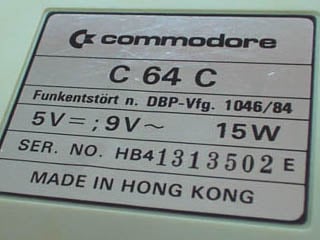 commodore
C 64 C
Funkentstört n. DBP-Vfg. 1046/84
5V⎓; 9V~ 15W
SER. NO. HB41313502 E
MADE IN HONG KONG